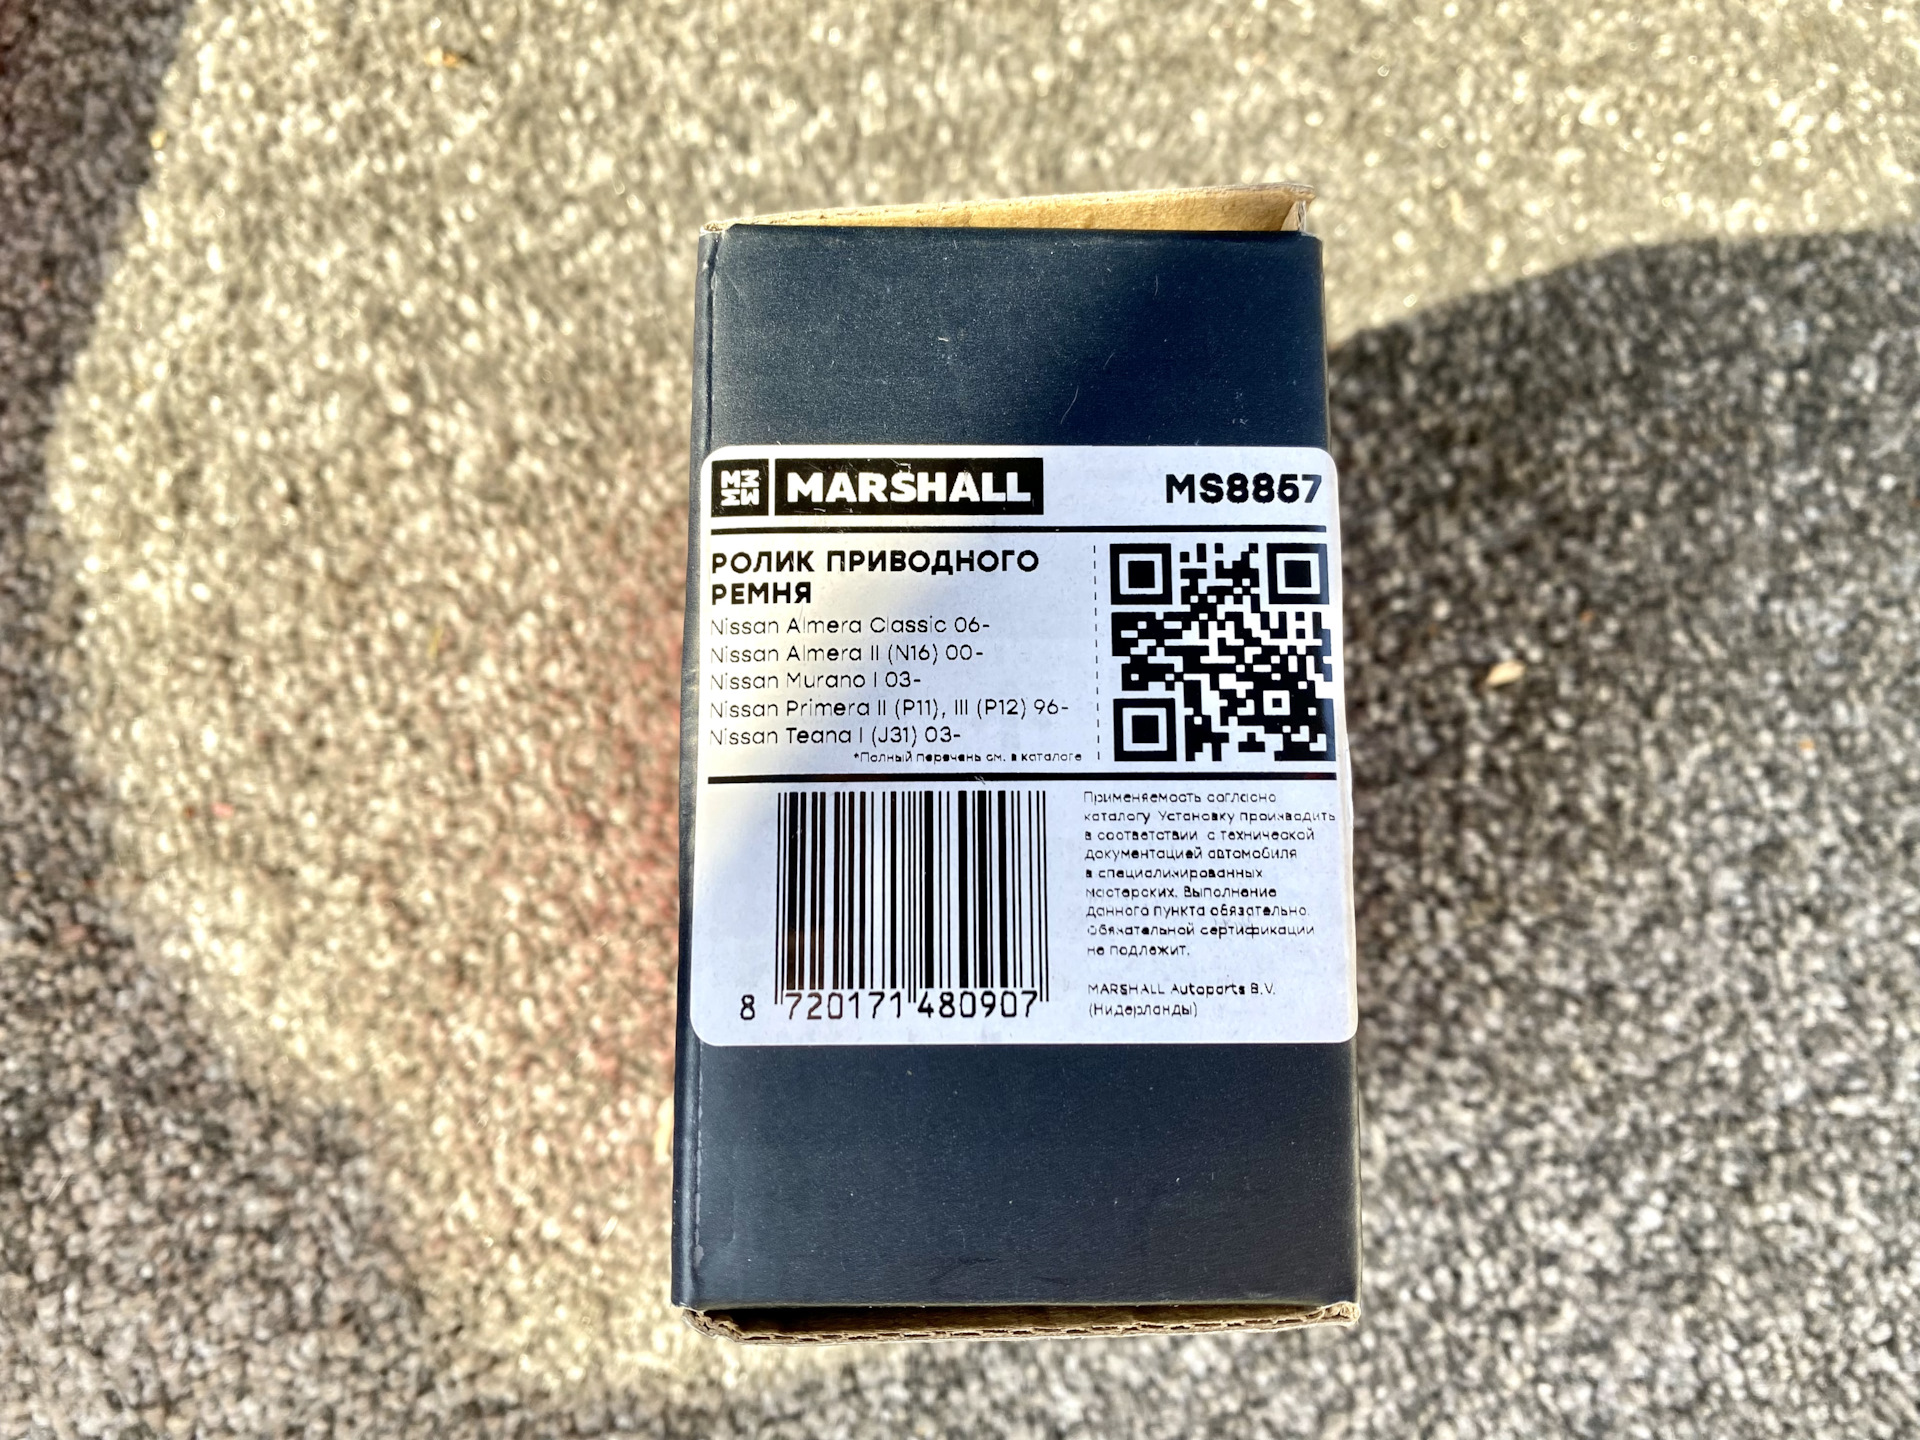 MARSHALL
MS8857
РОЛИК ПРИВОДНОГО
РЕМНЯ
Nissan Almera Classic 06-
Nissan Almera II (N16) 00-
Nissan Murano I 03-
Nissan Primera II (P11), III (P12) 96-
Nissan Teana I (J31) 03-
*Полный перечень см. в каталоге
Применяемость согласно
каталогу. Установку производить
в соответствии с технической
документацией автомобиля
в специализированных
мастерских. Выполнение
данного пункта обязательно.
Обязательной сертификации
не подлежит.
MARSHALL Autoparts B.V.
(Нидерланды)
8 720171 480907